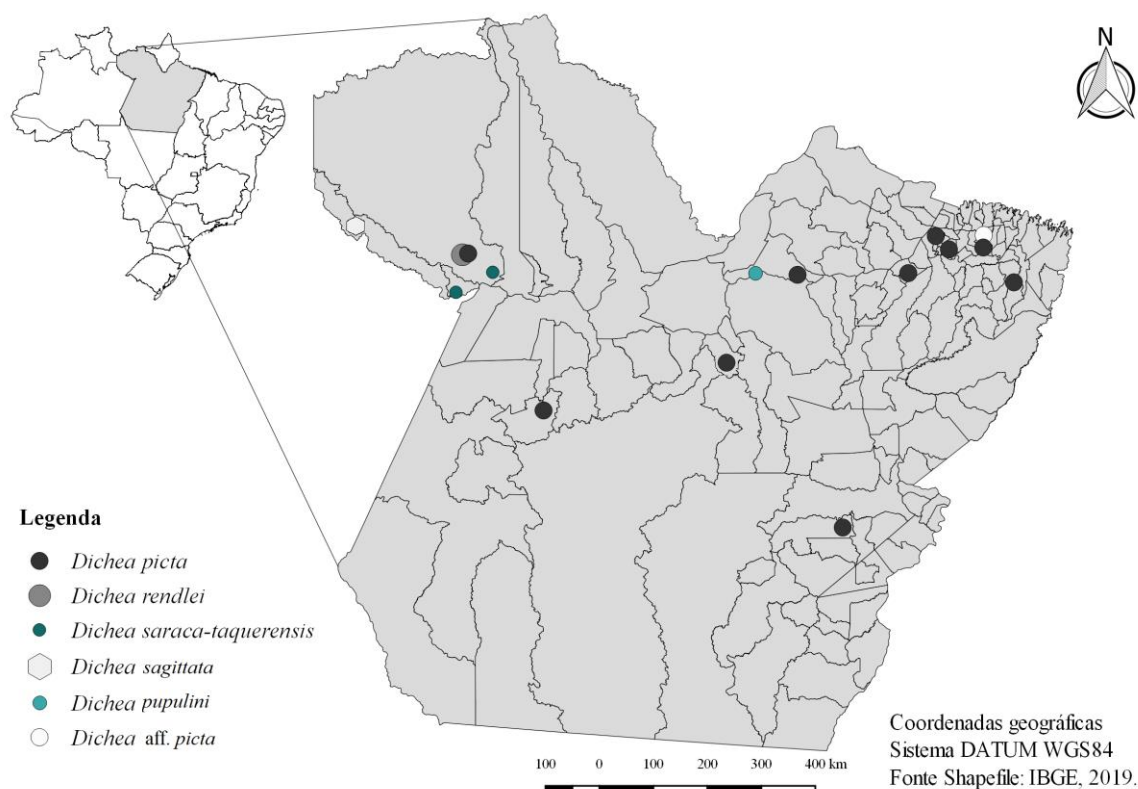 N
Legenda
Dichea picta
Dichea rendlei
Dichea saraca-taquerensis
Dichea sagittata
Dichea pupulini
Dichea aff. picta
100 0 100 200 300 400 km
Coordenadas geográficas
Sistema DATUM WGS84
Fonte Shapefile: IBGE, 2019.